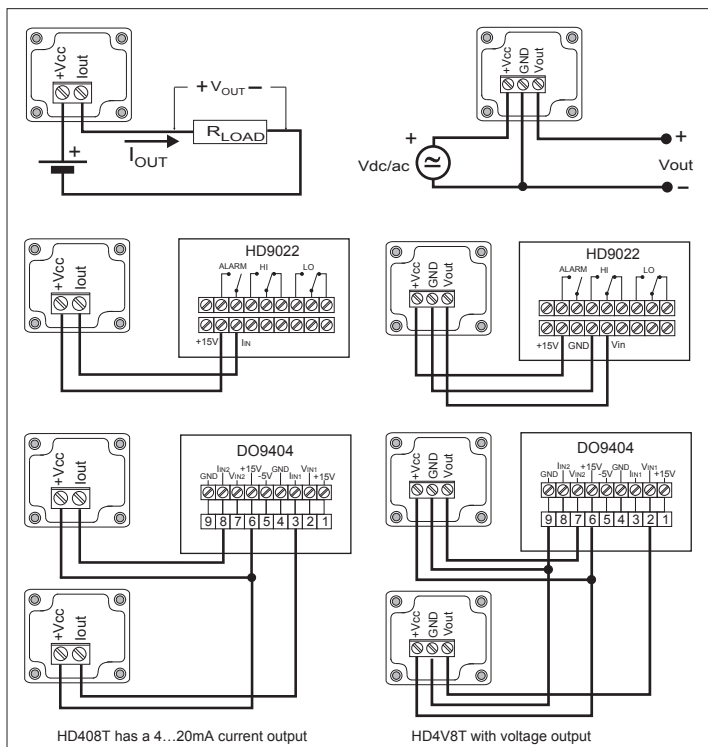 +Vcc Iout
+ VOUT −
RLOAD
IOUT
+
+Vcc GND Vout
+
Vdc/ac
+
Vout
−
HD9022
ALARM HI LO
+Vcc Iout
+15V IIN
HD9022
ALARM HI LO
+Vcc GND Vout
+15V GND Vin
DO9404
+Vcc Iout
GND IIN2 VIN2 +15V -5V GND IIN1 VIN1 +15V
9 8 7 6 5 4 3 2 1
+Vcc Iout
DO9404
+Vcc GND Vout
GND IIN2 VIN2 +15V -5V GND IIN1 VIN1 +15V
9 8 7 6 5 4 3 2 1
+Vcc GND Vout
HD408T has a 4…20mA current output
HD4V8T with voltage output